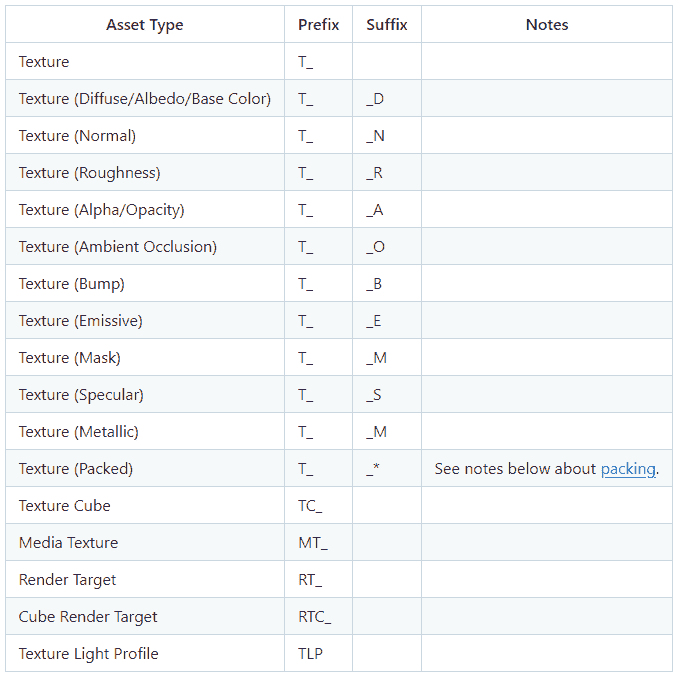 Asset Type Prefix Suffix Notes
Texture T_
Texture (Diffuse/Albedo/Base Color) T_ _D
Texture (Normal) T_ _N
Texture (Roughness) T_ _R
Texture (Alpha/Opacity) T_ _A
Texture (Ambient Occlusion) T_ _O
Texture (Bump) T_ _B
Texture (Emissive) T_ _E
Texture (Mask) T_ _M
Texture (Specular) T_ _S
Texture (Metallic) T_ _M
Texture (Packed) T_ _* See notes below about packing.
Texture Cube TC_
Media Texture MT_
Render Target RT_
Cube Render Target RTC_
Texture Light Profile TLP